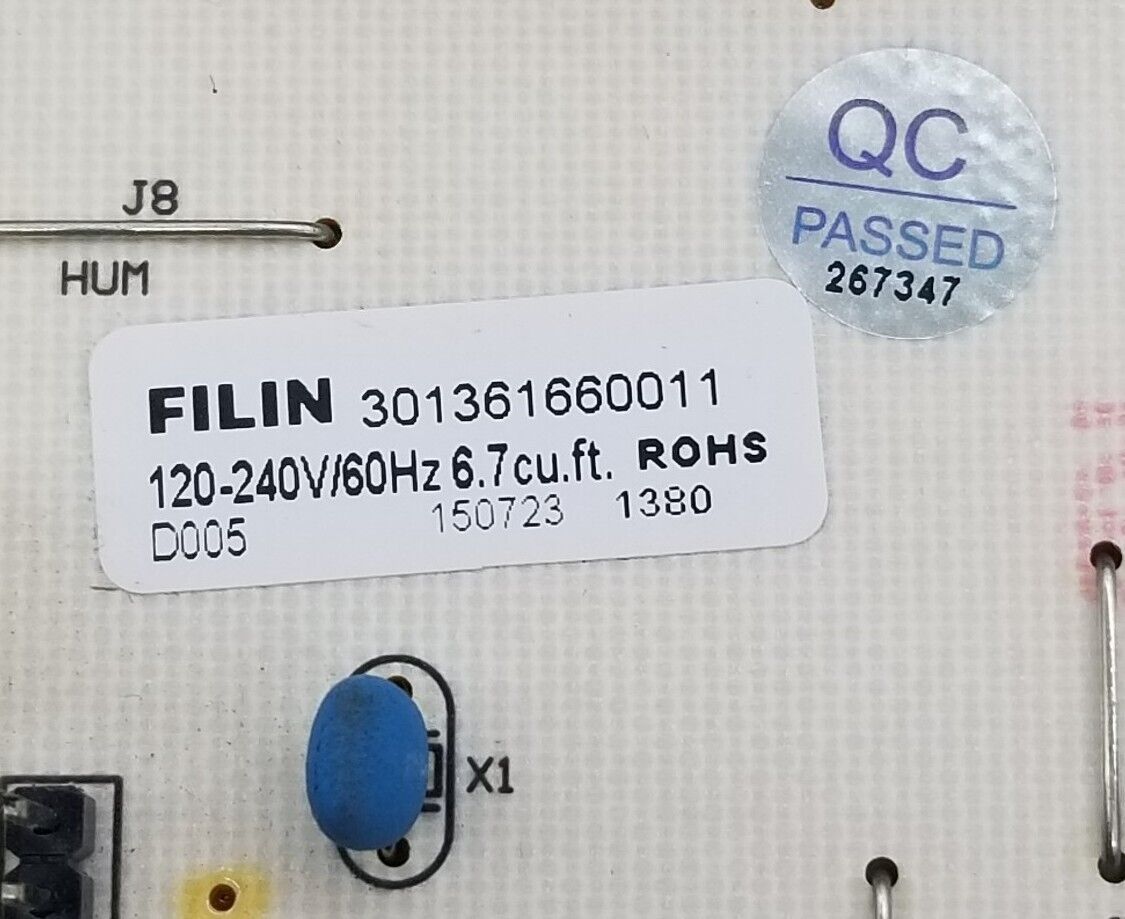 QC
PASSED
267347
J8
HUM
FILIN 301361660011
120-240V/60Hz 6.7cu.ft. ROHS
D005 150723 1380
X1